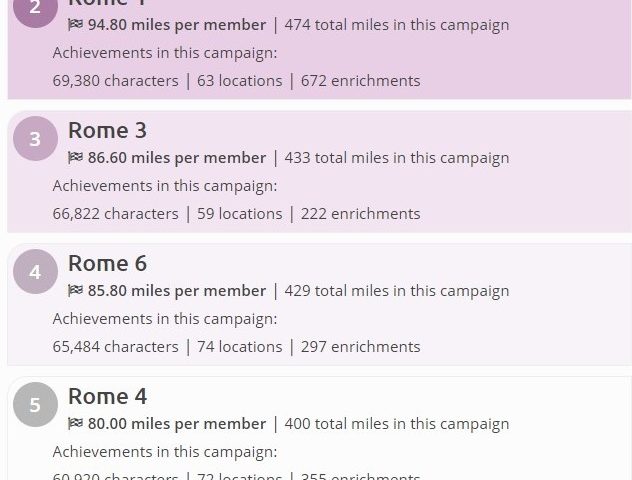 2
Rome
94.80 miles per member | 474 total miles in this campaign
Achievements in this campaign:
69,380 characters | 63 locations | 672 enrichments
3
Rome 3
86.60 miles per member | 433 total miles in this campaign
Achievements in this campaign:
66,822 characters | 59 locations | 222 enrichments
4
Rome 6
85.80 miles per member | 429 total miles in this campaign
Achievements in this campaign:
65,484 characters | 74 locations | 297 enrichments
5
Rome 4
80.00 miles per member | 400 total miles in this campaign
Achievements in this campaign:
60,920 characters | 72 locations | 355 enrichments